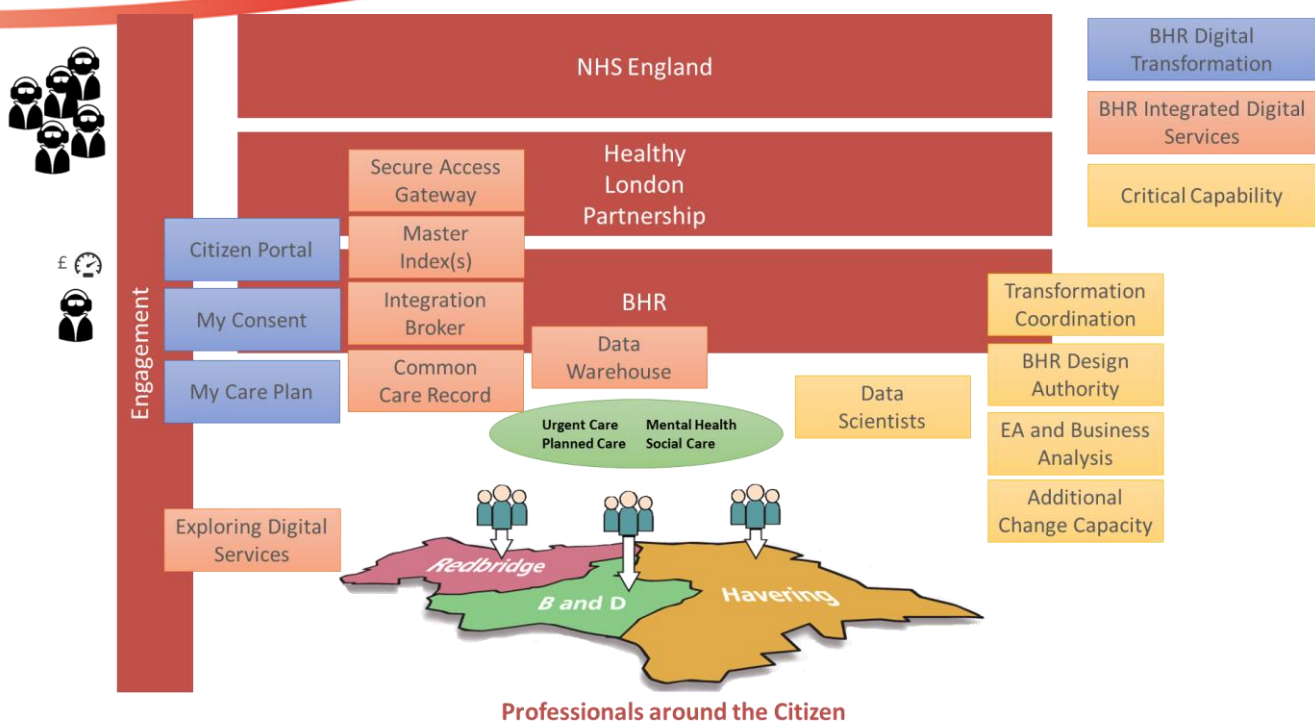 NHS England
BHR Digital
Transformation
BHR Integrated Digital
Services
Critical Capability
Healthy
London
Partnership
Secure Access
Gateway
Citizen Portal
Master
Index(s)
£
Engagement
My Consent
Integration
Broker
BHR
Transformation
Coordination
My Care Plan
Common
Care Record
Data
Warehouse
BHR Design
Authority
Data
Scientists
Urgent Care Mental Health
Planned Care Social Care
EA and Business
Analysis
Additional
Change Capacity
Exploring Digital
Services
Redbridge
B and D
Havering
Professionals around the Citizen